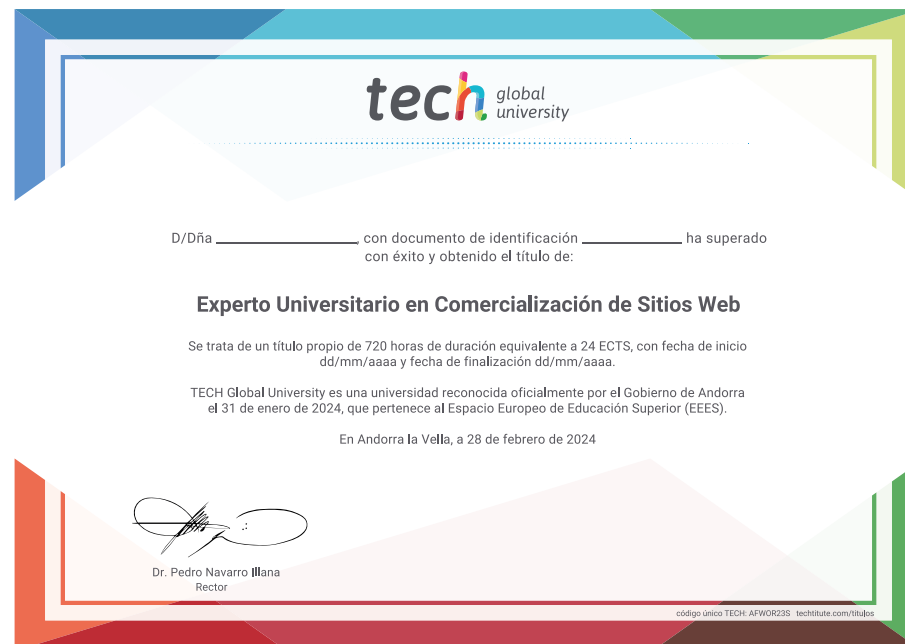 tech global university
D/Dña ____________, con documento de identificación ____________ ha superado
con éxito y obtenido el título de:
Experto Universitario en Comercialización de Sitios Web
Se trata de un título propio de 720 horas de duración equivalente a 24 ECTS, con fecha de inicio
dd/mm/aaaa y fecha de finalización dd/mm/aaaa.
TECH Global University es una universidad reconocida oficialmente por el Gobierno de Andorra
el 31 de enero de 2024, que pertenece al Espacio Europeo de Educación Superior (EEES).
En Andorra la Vella, a 28 de febrero de 2024
Dr. Pedro Navarro Illana
Rector
código único TECH: AFWOR23S techtitute.com/titulos